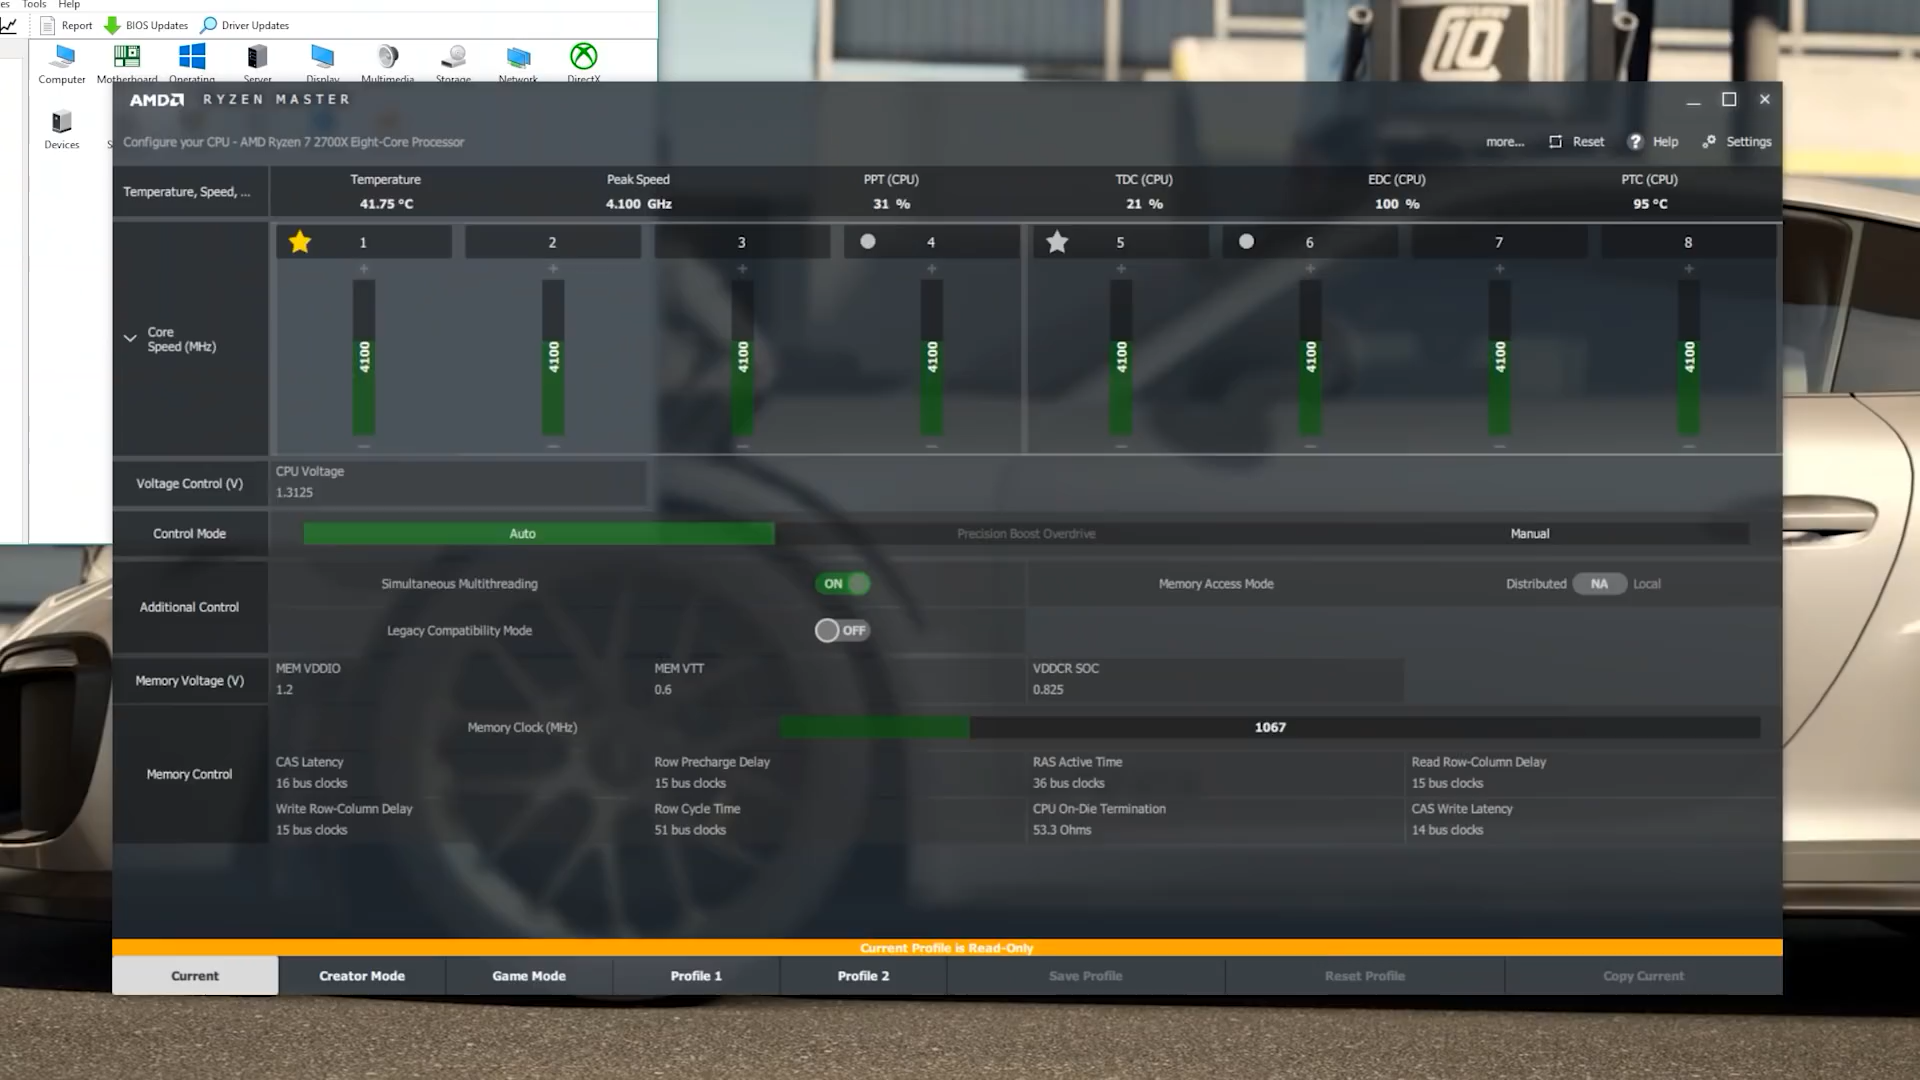 Tools Help
Report BIOS Updates Driver Updates
Computer Motherboard Operating Server Display Multimedia Storage Network DirectX
Devices
10
AMD RYZEN MASTER
Configure your CPU - AMD Ryzen 7 2700X Eight-Core Processor
more... Reset ? Help Settings
Temperature, Speed, ...
Temperature Peak Speed PPT (CPU) TDC (CPU) EDC (CPU) PTC (CPU)
41.75 °C 4.100 GHz 31 % 21 % 100 % 95 °C
1 2 3 4 5 6 7 8
Core
Speed (MHz)
4100 4100 4100 4100 4100 4100 4100 4100
Voltage Control (V)
CPU Voltage
1.3125
Control Mode Auto Precision Boost Overdrive Manual
Additional Control
Simultaneous Multithreading ON Memory Access Mode Distributed NA Local
Legacy Compatibility Mode OFF
Memory Voltage (V)
MEM VDDIO MEM VTT VDDCR SOC
1.2 0.6 0.825
Memory Control
Memory Clock (MHz) 1067
CAS Latency Row Precharge Delay RAS Active Time Read Row-Column Delay
16 bus clocks 15 bus clocks 36 bus clocks 15 bus clocks
Write Row-Column Delay Row Cycle Time CPU On-Die Termination CAS Write Latency
15 bus clocks 51 bus clocks 53.3 Ohms 14 bus clocks
Current Profile is Read-Only
Current Creator Mode Game Mode Profile 1 Profile 2 Save Profile Reset Profile Copy Current